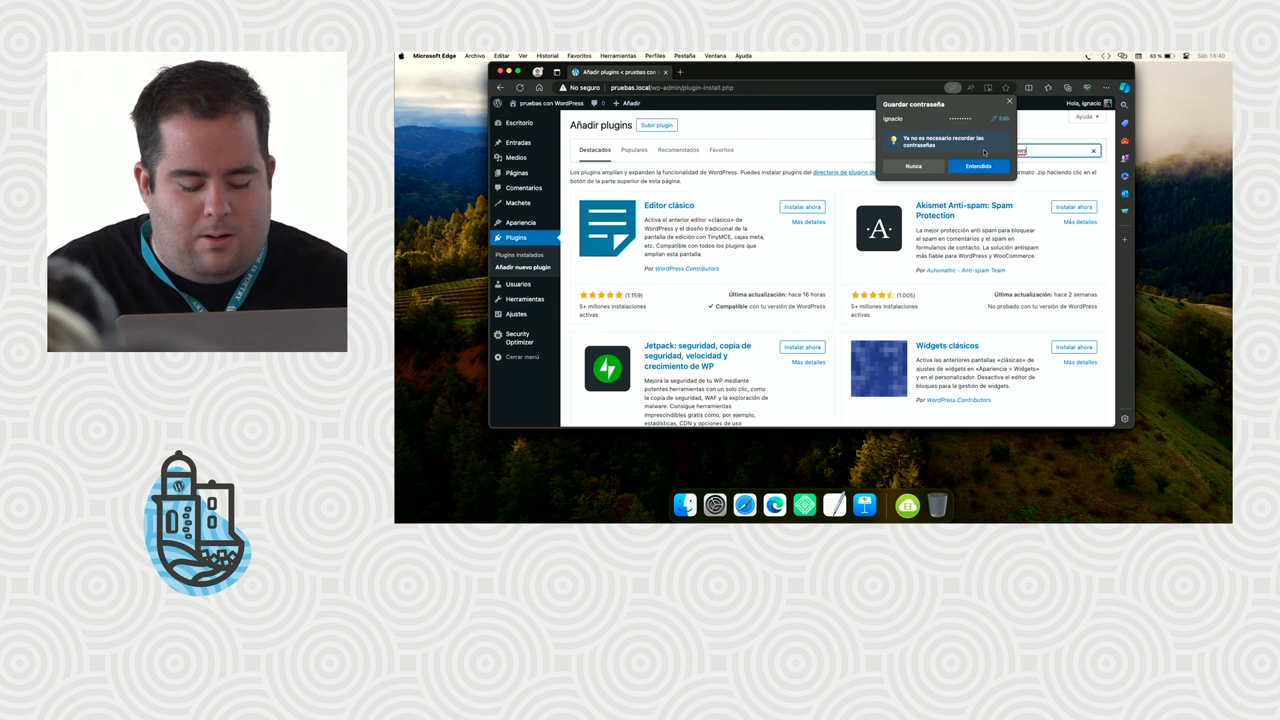 Microsoft Edge Archivo Editar Ver Historial Favoritos Herramientas Perfiles Pestaña Ventana Ayuda
63 % Sáb 18:40
Añadir plugins < pruebas con
No seguro pruebas.local/wp-admin/plugin-install.php
pruebas con WordPress 0 Añadir
Hola, ignacio
Ayuda
Guardar contraseña
ignacio ••••••••• Edit
Ya no es necesario recordar las
contraseñas
Nunca Entendido
Escritorio
Entradas
Medios
Páginas
Comentarios
Machete
Apariencia
Plugins
Plugins instalados
Añadir nuevo plugin
Usuarios
Herramientas
Ajustes
Security
Optimizer
Cerrar menú
Añadir plugins Subir plugin
Destacados Populares Recomendados Favoritos
Los plugins amplían y expanden la funcionalidad de WordPress. Puedes instalar plugins del directorio de plugins de
formato .zip haciendo clic en
botón de la parte superior de esta página.
Editor clásico
Instalar ahora
Más detalles
Activa el anterior editor «clásico» de
WordPress y el diseño tradicional de la
pantalla de edición con TinyMCE, cajas meta,
etc. Compatible con todos los plugins que
amplían esta pantalla.
Por WordPress Contributors
(1.159)
5+ millones instalaciones
activas
Última actualización: hace 16 horas
Compatible con tu versión de WordPress
A
Akismet Anti-spam: Spam
Protection
Instalar ahora
Más detalles
La mejor protección anti spam para bloquear
el spam en comentarios y el spam en
formularios de contacto. La solución antispam
más fiable para WordPress y WooCommerce.
Por Automattic - Anti-spam Team
(1.005)
5+ millones instalaciones
activas
Última actualización: hace 2 semanas
No probado con tu versión de WordPress
Jetpack: seguridad, copia de
seguridad, velocidad y
crecimiento de WP
Instalar ahora
Más detalles
Mejora la seguridad de tu WP mediante
potentes herramientas con un solo clic, como
la copia de seguridad, WAF y la exploración de
malware. Consigue herramientas
imprescindibles gratis como, por ejemplo,
estadísticas, CDN y opciones de uso
Widgets clásicos
Instalar ahora
Más detalles
Activa las anteriores pantallas «clásicas» de
ajustes de widgets en «Apariencia > Widgets»
y en el personalizador. Desactiva el editor de
bloques para la gestión de widgets.
Por WordPress Contributors